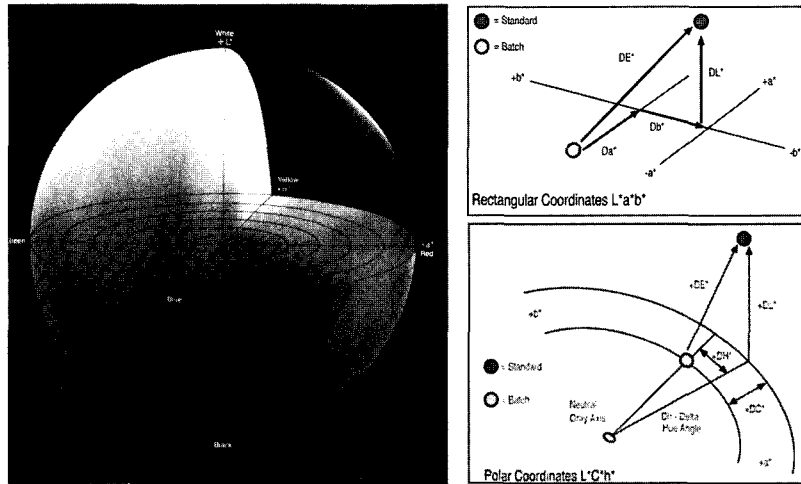 White
+ L*
Yellow
Green
+a*
Red
Blue
Black
= Standard
= Batch
DE*
DL*
+b*
+a*
Db*
Da*
-a*
-b*
Rectangular Coordinates L*a*b*
+DE*
+DL*
+b*
+DH*
= Standard
= Batch
Neutral
Gray Axis
Dh - Delta
Hue Angle
+DC*
+a*
Polar Coordinates L*C*h*